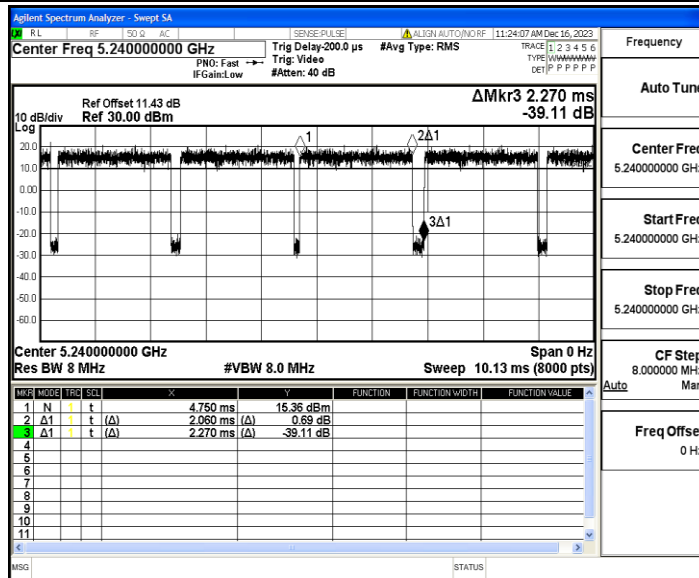 Agilent Spectrum Analyzer - Swept SA
RL RF 50 Ω AC SENSE:PULSE ALIGN AUTO/NO RF 11:24:07 AM Dec 16, 2023
Center Freq 5.240000000 GHz
PNO: Fast
IFGain:Low
Trig Delay-200.0 µs
Trig: Video
#Atten: 40 dB
#Avg Type: RMS
TRACE 1 2 3 4 5 6
TYPE
DET P P P P P P
Ref Offset 11.43 dB
10 dB/div Ref 30.00 dBm
Log
ΔMkr3 2.270 ms
-39.11 dB
1
2Δ1
3Δ1
20.0
10.0
0.00
-10.0
-20.0
-30.0
-40.0
-50.0
-60.0
Center 5.240000000 GHz Span 0 Hz
Res BW 8 MHz #VBW 8.0 MHz Sweep 10.13 ms (8000 pts)
MKR MODE TRC SCL X Y FUNCTION FUNCTION WIDTH FUNCTION VALUE
1 N 1 t 4.750 ms 15.36 dBm
2 Δ1 1 t (Δ) 2.060 ms (Δ) 0.69 dB
3 Δ1 1 t (Δ) 2.270 ms (Δ) -39.11 dB
4
5
6
7
8
9
10
11
MSG STATUS
Frequency
Auto Tune
Center Freq
5.240000000 GHz
Start Freq
5.240000000 GHz
Stop Freq
5.240000000 GHz
CF Step
8.000000 MHz
Auto Man
Freq Offset
0 Hz